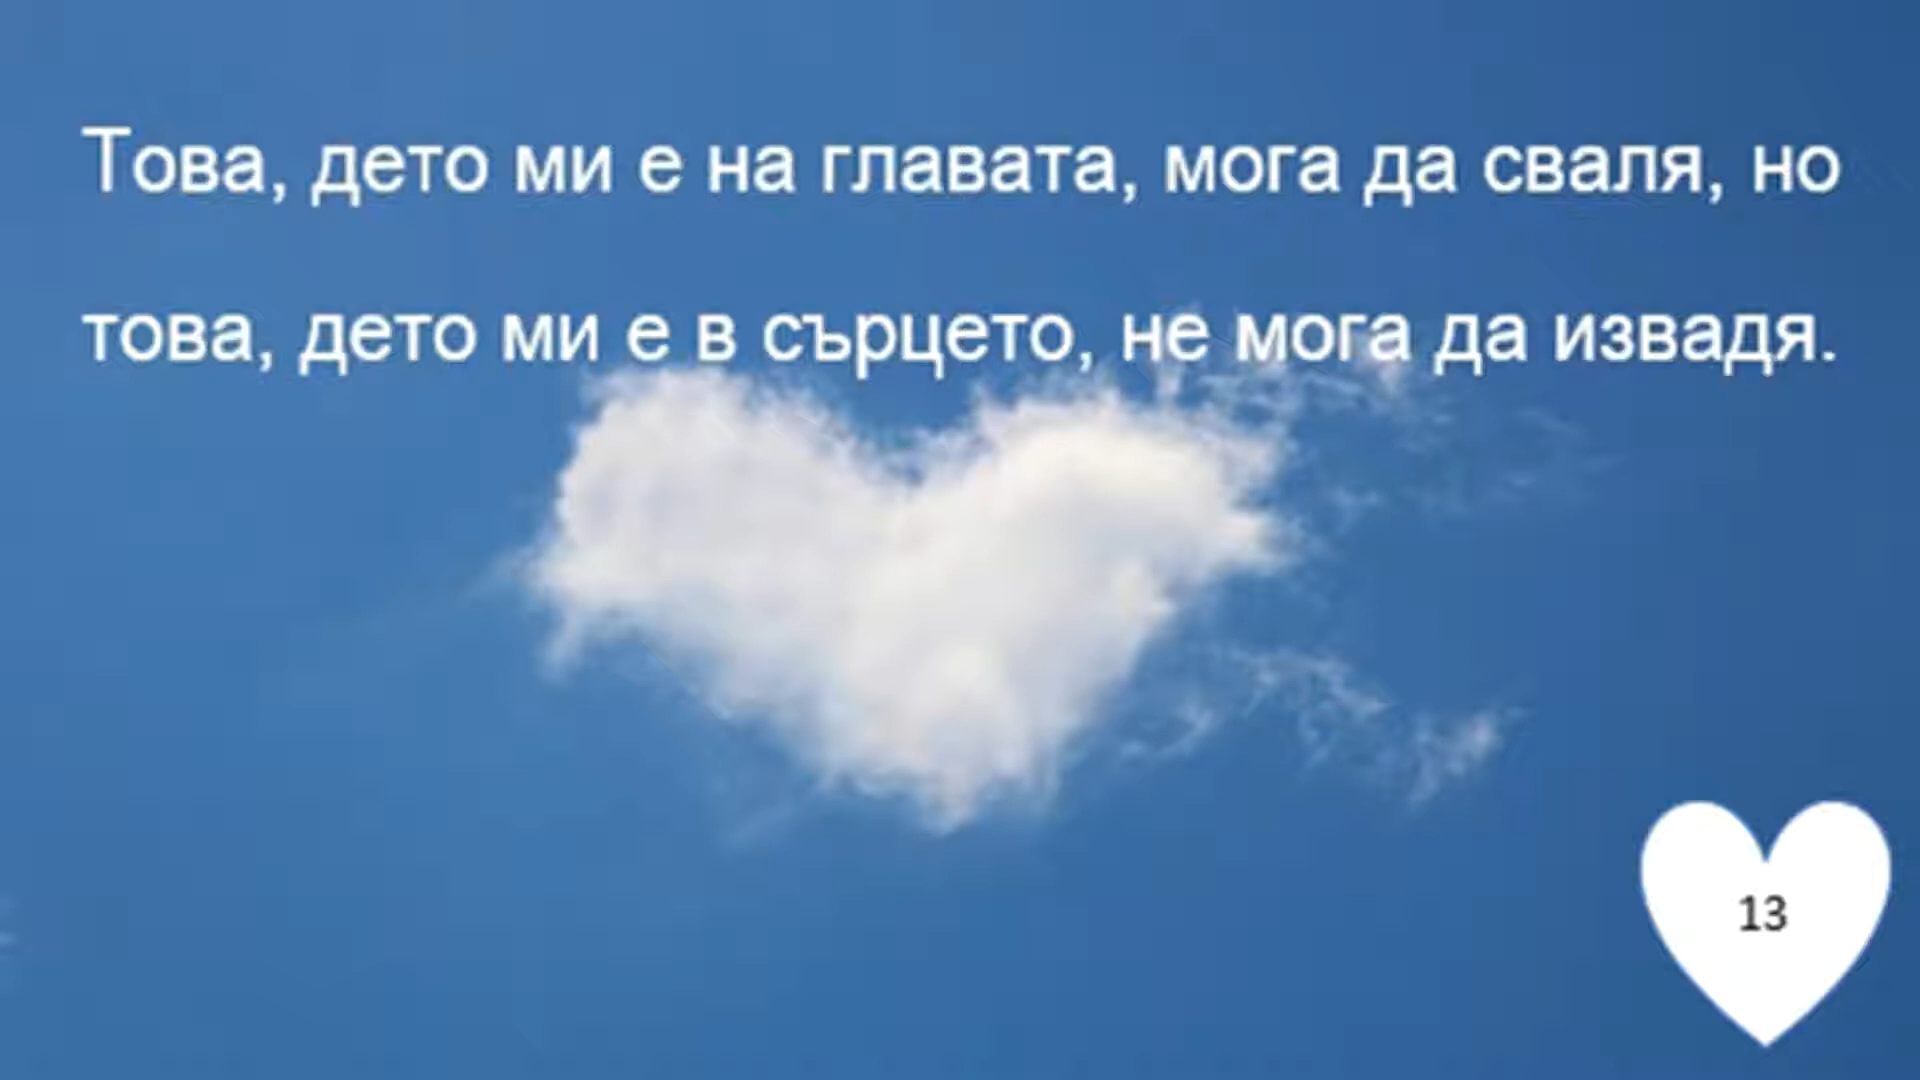 Това, дето ми е на главата, мога да сваля, но
това, дето ми е в сърцето, не мога да извадя.
13